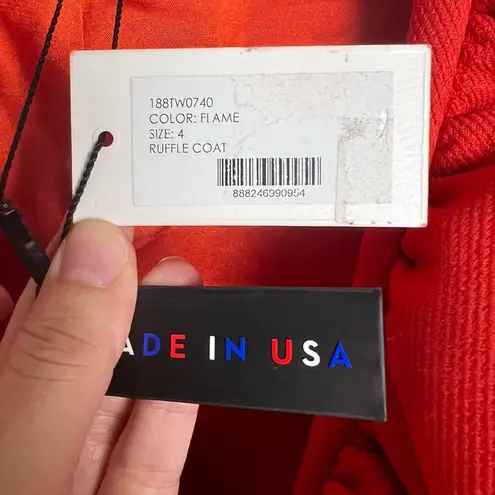 188TW0740
COLOR: FLAME
SIZE: 4
RUFFLE COAT
888246990954
ADE IN USA